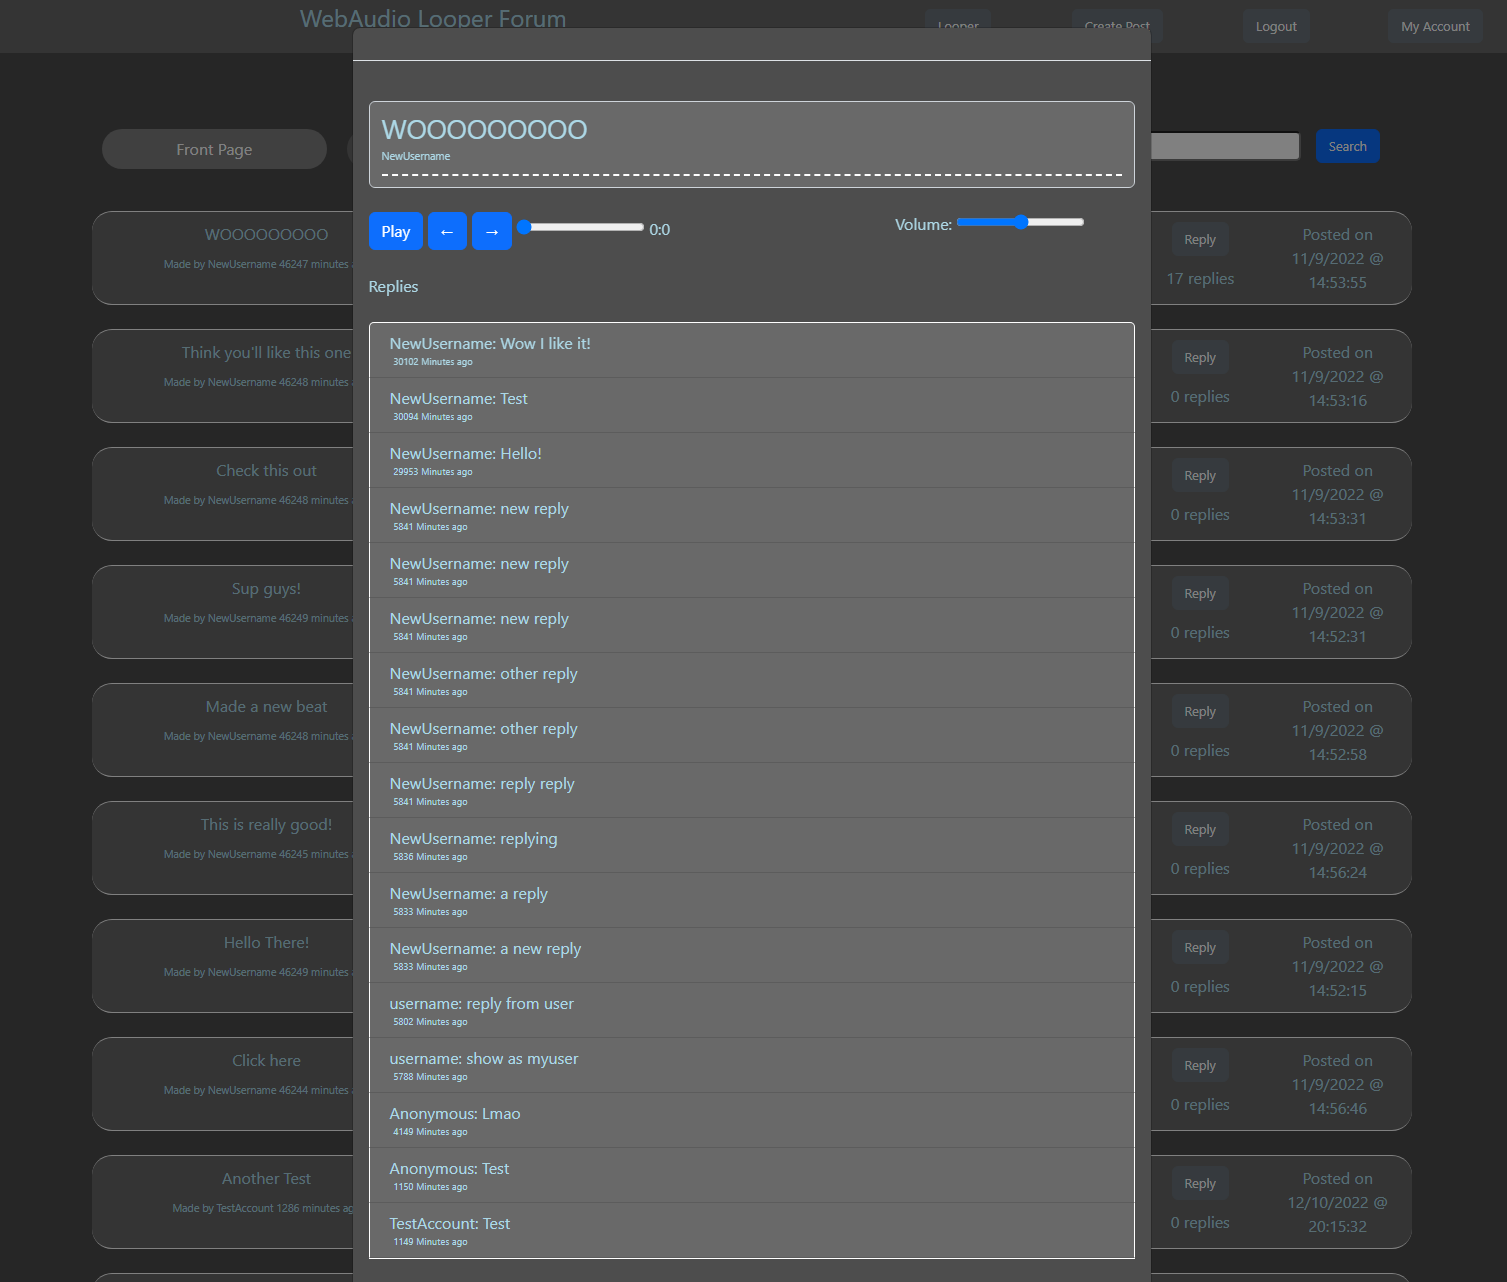 WebAudio Looper Forum
Looper
Create Post
Logout
My Account
Front Page
Search
WOOOOOOOOO
NewUsername
Play ← → 0:0
Volume:
Replies
NewUsername: Wow I like it!
30102 Minutes ago
NewUsername: Test
30094 Minutes ago
NewUsername: Hello!
29953 Minutes ago
NewUsername: new reply
5841 Minutes ago
NewUsername: new reply
5841 Minutes ago
NewUsername: new reply
5841 Minutes ago
NewUsername: other reply
5841 Minutes ago
NewUsername: other reply
5841 Minutes ago
NewUsername: reply reply
5841 Minutes ago
NewUsername: replying
5836 Minutes ago
NewUsername: a reply
5833 Minutes ago
NewUsername: a new reply
5833 Minutes ago
username: reply from user
5802 Minutes ago
username: show as myuser
5788 Minutes ago
Anonymous: Lmao
4149 Minutes ago
Anonymous: Test
1150 Minutes ago
TestAccount: Test
1149 Minutes ago
WOOOOOOOOO
Made by NewUsername 46247 minutes
Reply
17 replies
Posted on
11/9/2022 @
14:53:55
Think you'll like this one
Made by NewUsername 46248 minutes
Reply
0 replies
Posted on
11/9/2022 @
14:53:16
Check this out
Made by NewUsername 46248 minutes
Reply
0 replies
Posted on
11/9/2022 @
14:53:31
Sup guys!
Made by NewUsername 46249 minutes
Reply
0 replies
Posted on
11/9/2022 @
14:52:31
Made a new beat
Made by NewUsername 46248 minutes
Reply
0 replies
Posted on
11/9/2022 @
14:52:58
This is really good!
Made by NewUsername 46245 minutes
Reply
0 replies
Posted on
11/9/2022 @
14:56:24
Hello There!
Made by NewUsername 46249 minutes
Reply
0 replies
Posted on
11/9/2022 @
14:52:15
Click here
Made by NewUsername 46244 minutes
Reply
0 replies
Posted on
11/9/2022 @
14:56:46
Another Test
Made by TestAccount 1286 minutes ag
Reply
0 replies
Posted on
12/10/2022 @
20:15:32